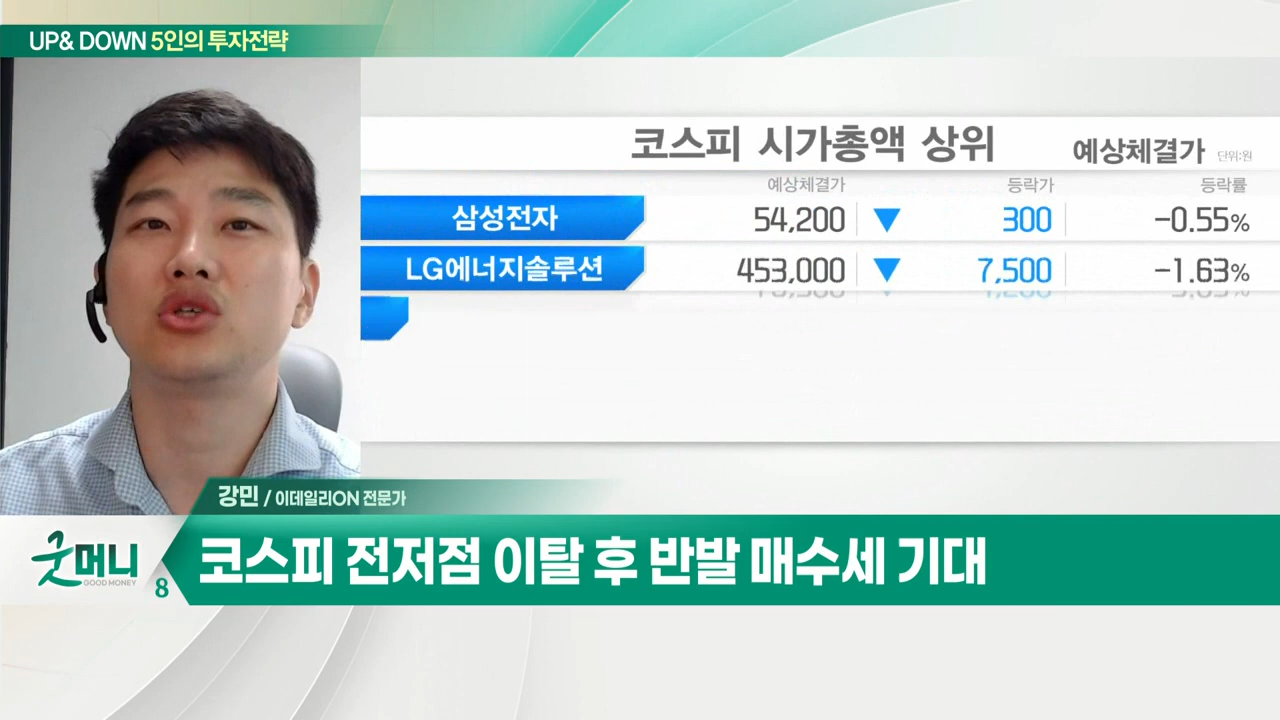 UP& DOWN 5인의 투자전략
코스피 시가총액 상위 예상체결가 단위:원
예상체결가 등락가 등락률
삼성전자 54,200 ▼ 300 -0.55%
LG에너지솔루션 453,000 ▼ 7,500 -1.63%
강민 / 이데일리ON 전문가
굿머니
GOOD MONEY
8
코스피 전저점 이탈 후 반발 매수세 기대